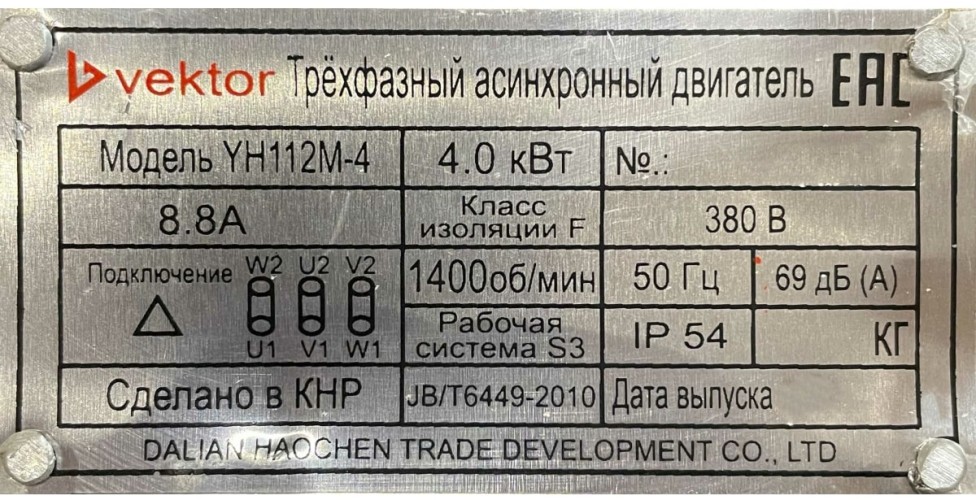 vektor Трёхфазный асинхронный двигатель EAC
Модель YH112M-4 4.0 кВт №.:
8.8А Класс изоляции F 380 В
Подключение W2 U2 V2 1400об/мин 50 Гц 69 дБ (А)
U1 V1 W1 Рабочая система S3 IP 54 КГ
Сделано в КНР JB/T6449-2010 Дата выпуска
DALIAN HAOCHEN TRADE DEVELOPMENT CO., LTD